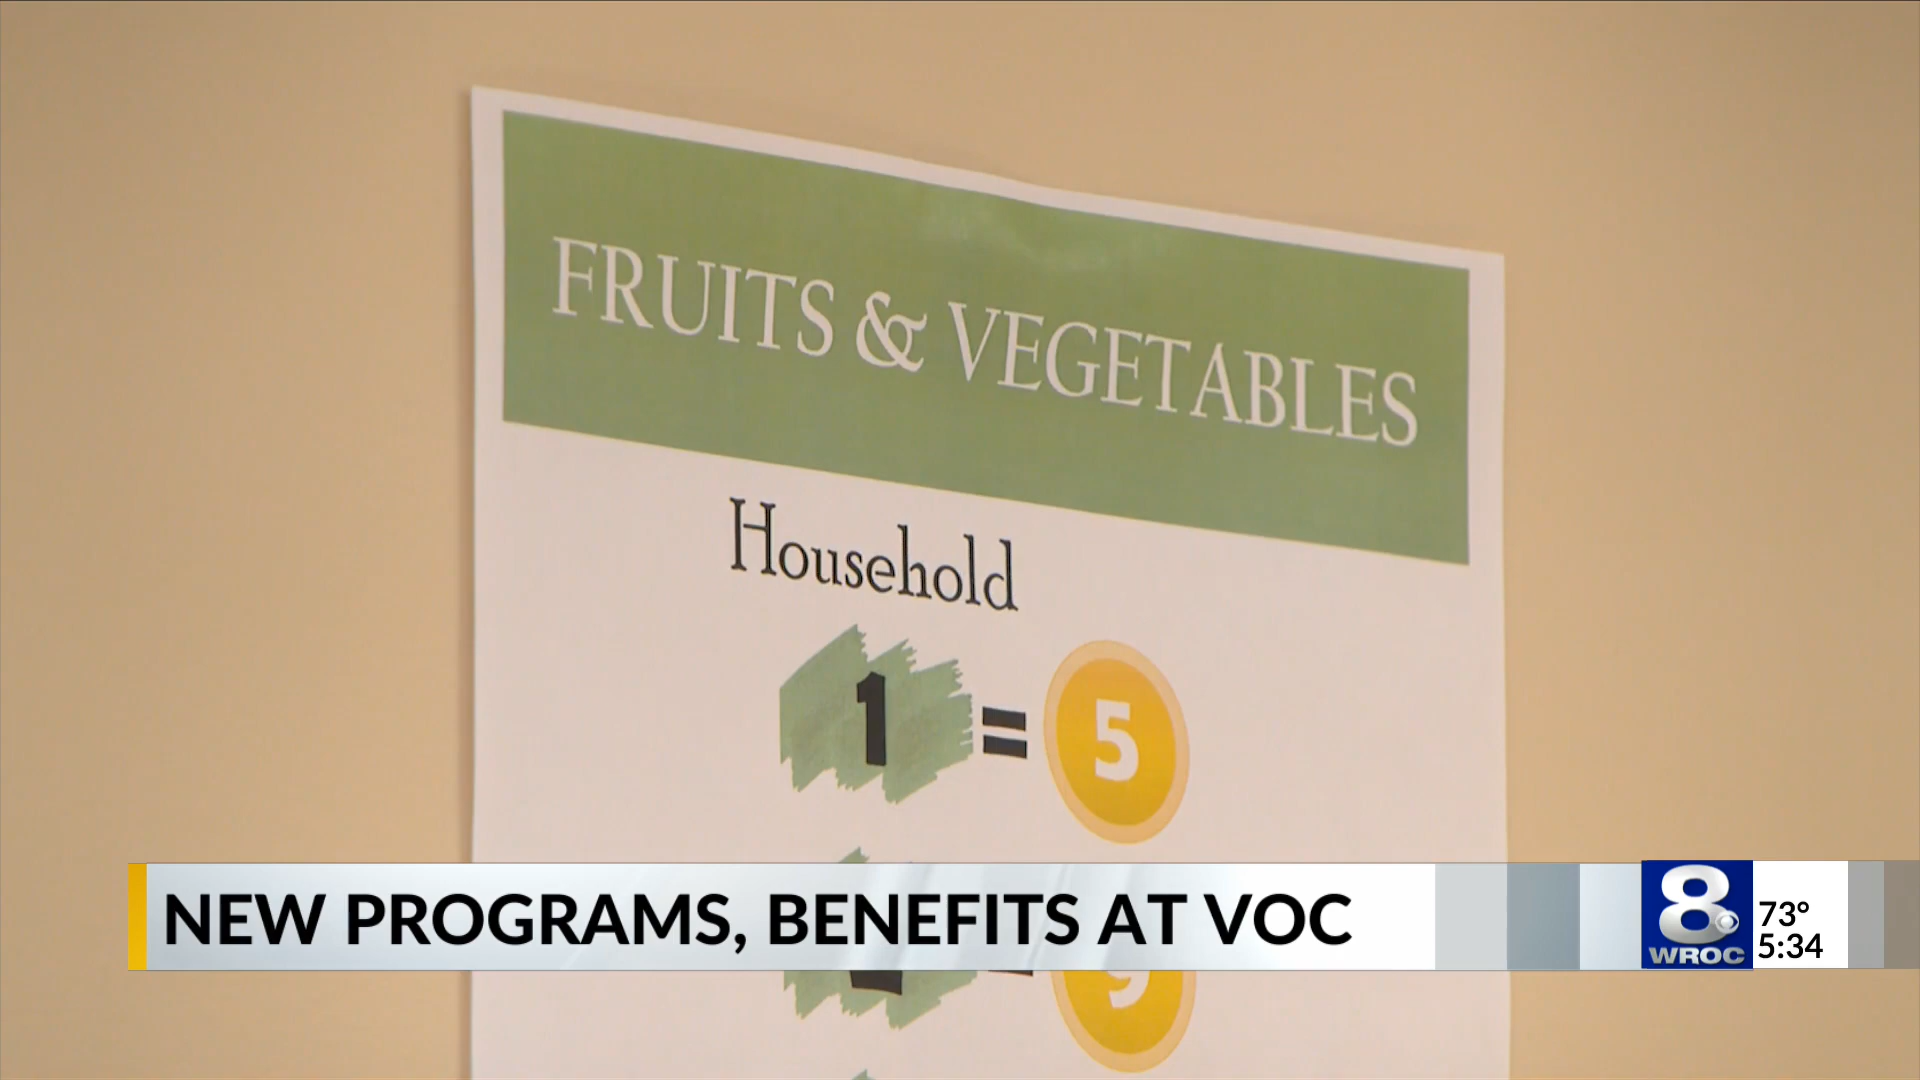 FRUITS & VEGETABLES
Household
1 = 5
NEW PROGRAMS, BENEFITS AT VOC
8
WROC
73°
5:34